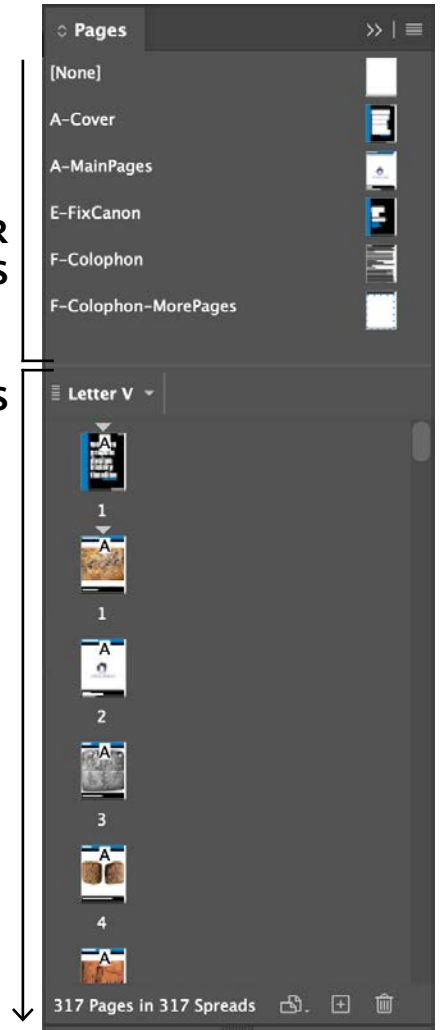 Pages
[None]
A-Cover
A-MainPages
E-FixCanon
F-Colophon
F-Colophon-MorePages
R
S
S
Letter V
A
1
A
1
A
2
A
3
A
4
A
317 Pages in 317 Spreads